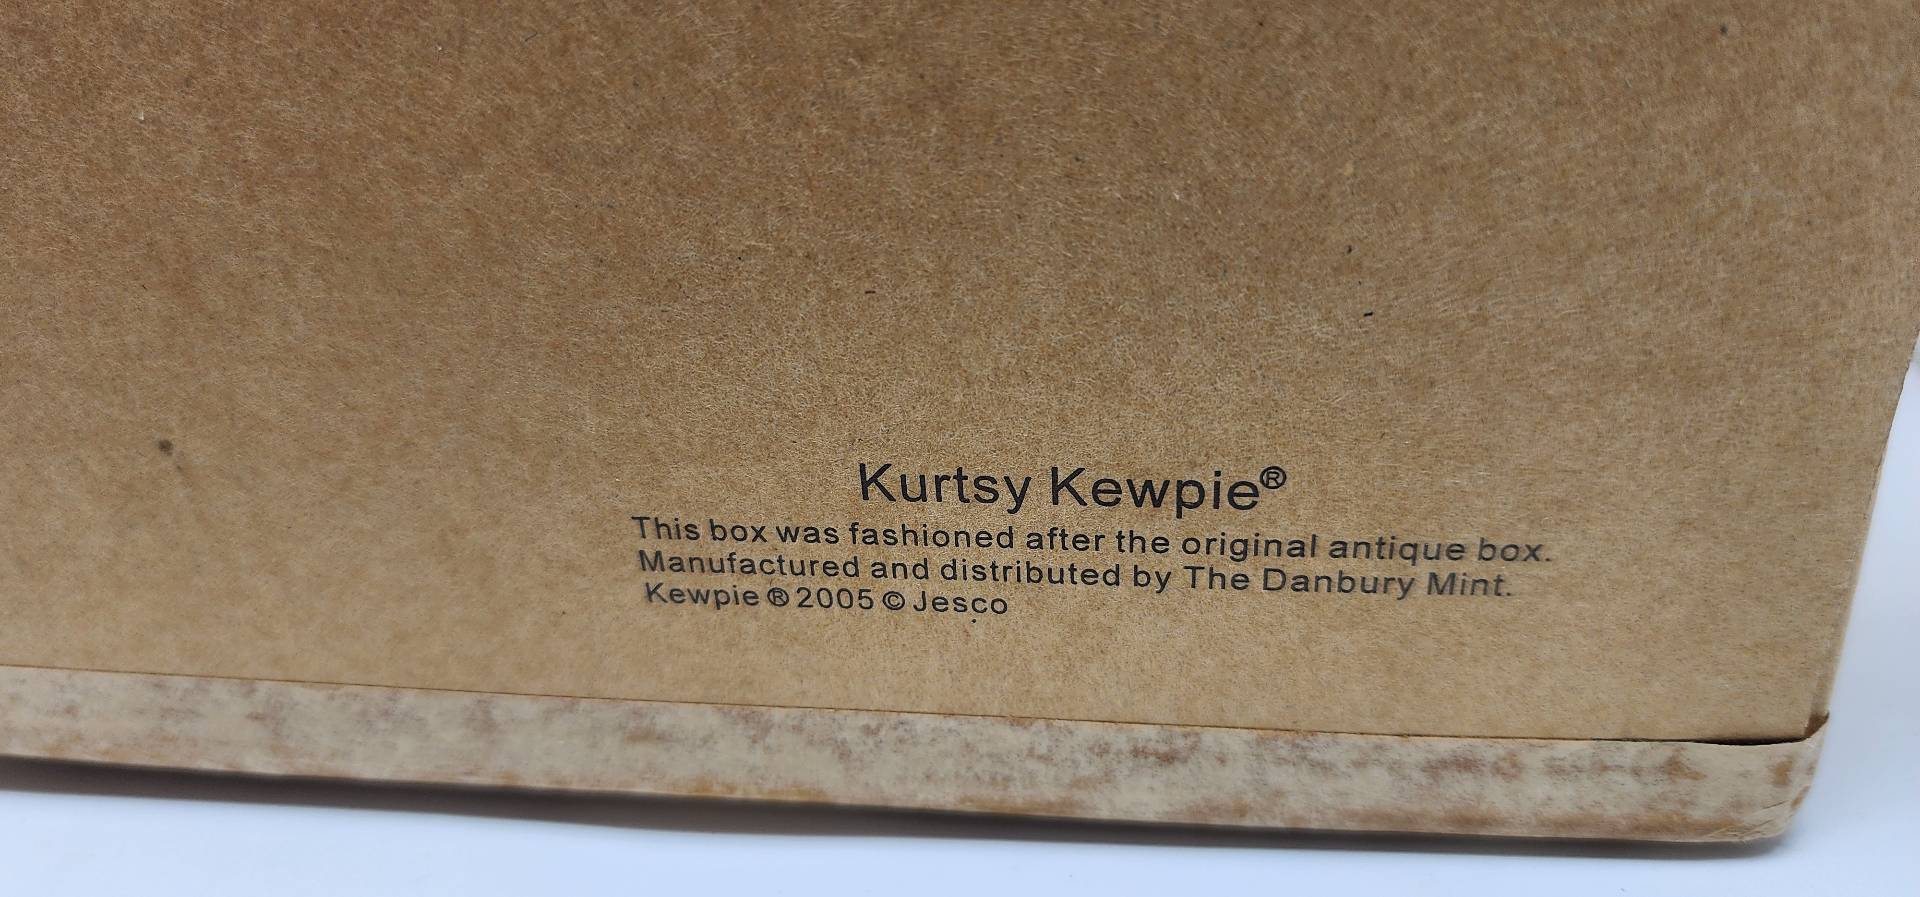 Kurtsy Kewpie®
This box was fashioned after the original antique box.
Manufactured and distributed by The Danbury Mint.
Kewpie ® 2005 © Jesco